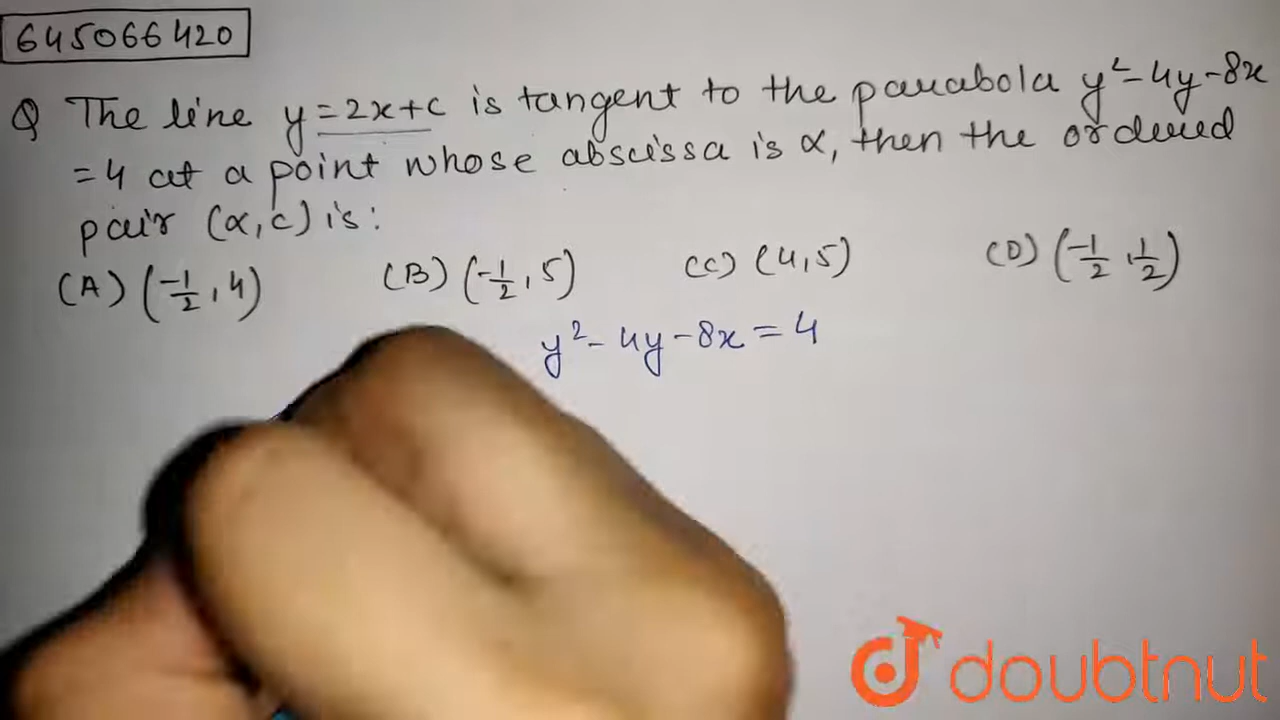 645066420
Q The line y=2x+c is tangent to the parabola y²-4y-8x
=4 at a point whose abscissa is α, then the ordered
pair (α,c) is:
(A) (-1/2, 4) (B) (-1/2, 5) (C) (4,5) (D) (-1/2, 1/2)
y²-4y-8x=4
doubtnut